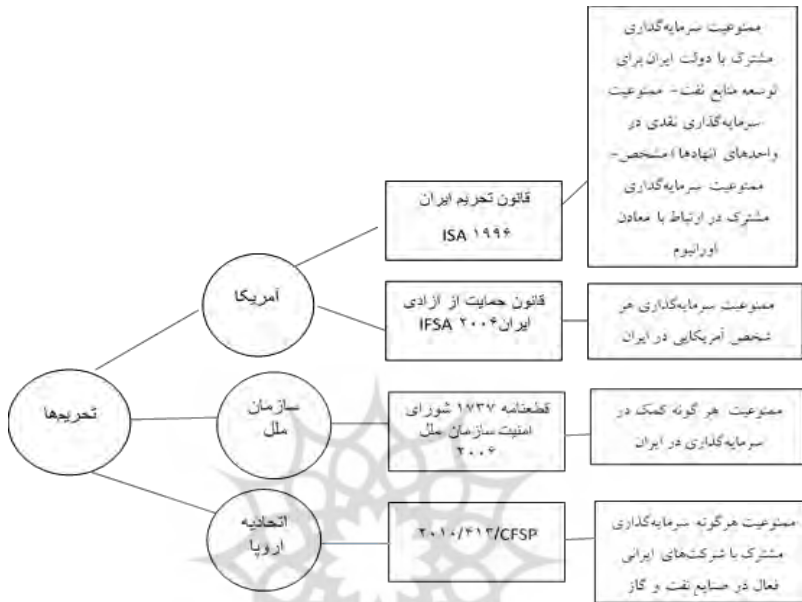 تحریم‌ها
آمریکا
قانون تحریم ایران
ISA ۱۹۹۶
ممنوعیت سرمایه‌گذاری
مشترک با دولت ایران برای
توسعه منابع نفت- ممنوعیت
سرمایه‌گذاری نقدی در
واحدهای (نهادها) مشخص-
ممنوعیت سرمایه‌گذاری
مشترک در ارتباط با معادن
اورانیوم
قانون حمایت از ازادی
ایران۲۰۰۶ IFSA
ممنوعیت سرمایه‌گذاری هر
شخص آمریکایی در ایران
سازمان
ملل
قطعنامه ۱۷۳۷ شورای
امنیت سازمان ملل
۲۰۰۶
ممنوعیت هر گونه کمک در
سرمایه‌گذاری در ایران
اتحادیه
اروپا
۲۰۱۰/۴۱۳/CFSP
ممنوعیت هرگونه سرمایه‌گذاری
مشترک با شرکت‌های ایرانی
فعال در صنایع نفت و گاز